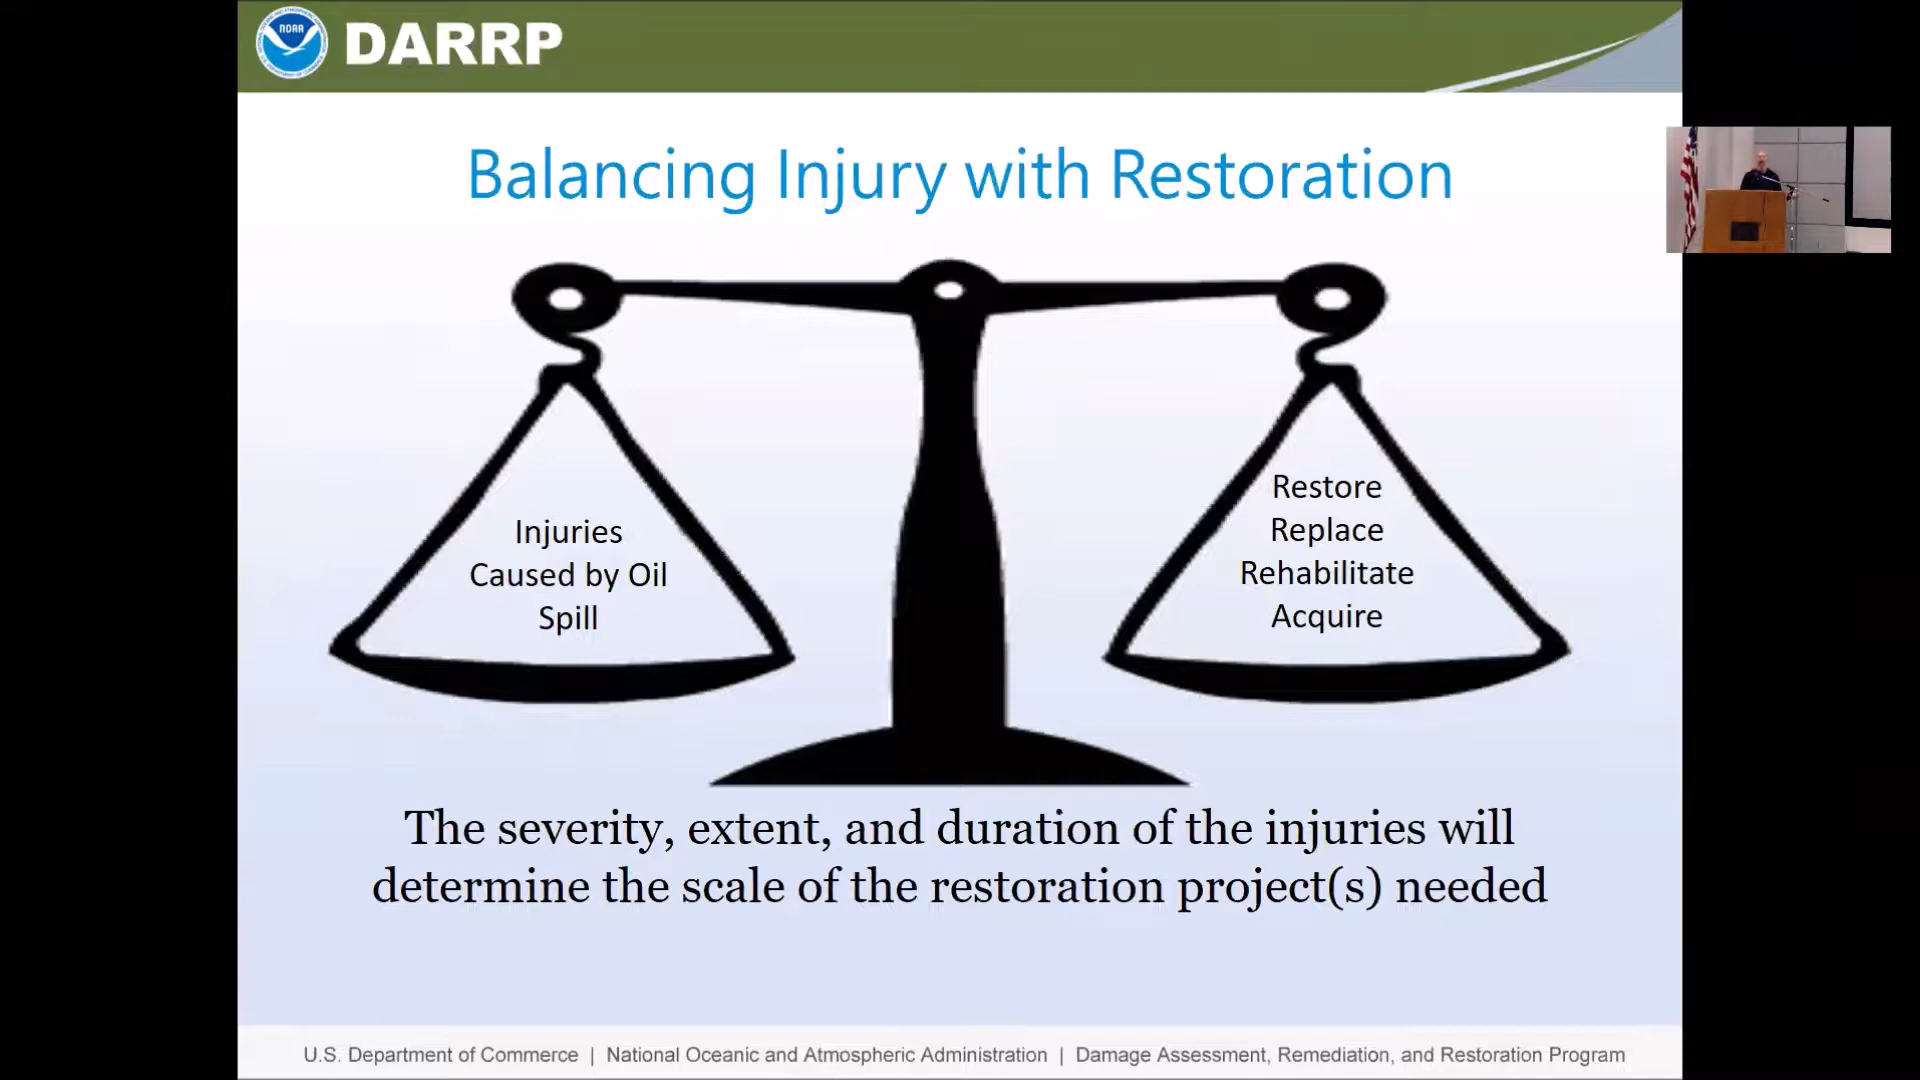 NOAA
DARRP
Balancing Injury with Restoration
Injuries
Caused by Oil
Spill
Restore
Replace
Rehabilitate
Acquire
The severity, extent, and duration of the injuries will
determine the scale of the restoration project(s) needed
U.S. Department of Commerce | National Oceanic and Atmospheric Administration | Damage Assessment, Remediation, and Restoration Program